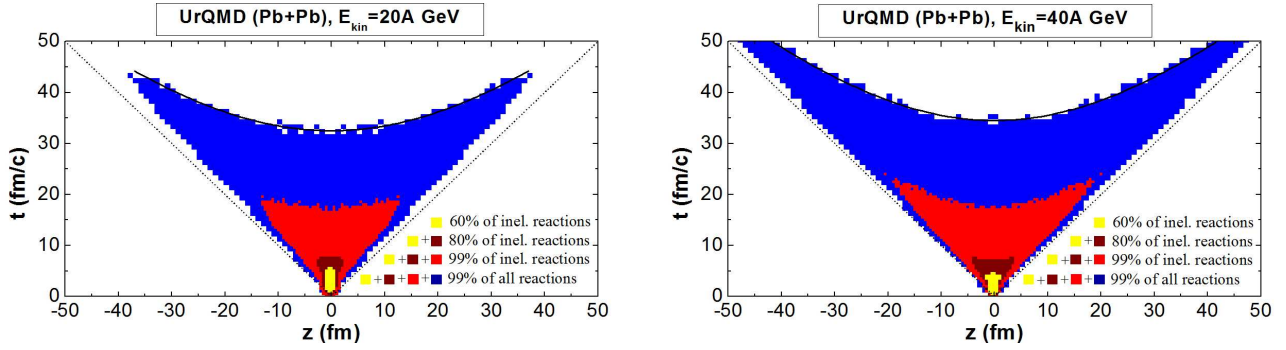 UrQMD (Pb+Pb), E_kin=20A GeV
t (fm/c)
50
40
30
20
10
0
60% of inel. reactions
+ 80% of inel. reactions
+ + 99% of inel. reactions
+ + + 99% of all reactions
-50 -40 -30 -20 -10 0 10 20 30 40 50
z (fm)
UrQMD (Pb+Pb), E_kin=40A GeV
t (fm/c)
50
40
30
20
10
0
60% of inel. reactions
+ 80% of inel. reactions
+ + 99% of inel. reactions
+ + + 99% of all reactions
-50 -40 -30 -20 -10 0 10 20 30 40 50
z (fm)